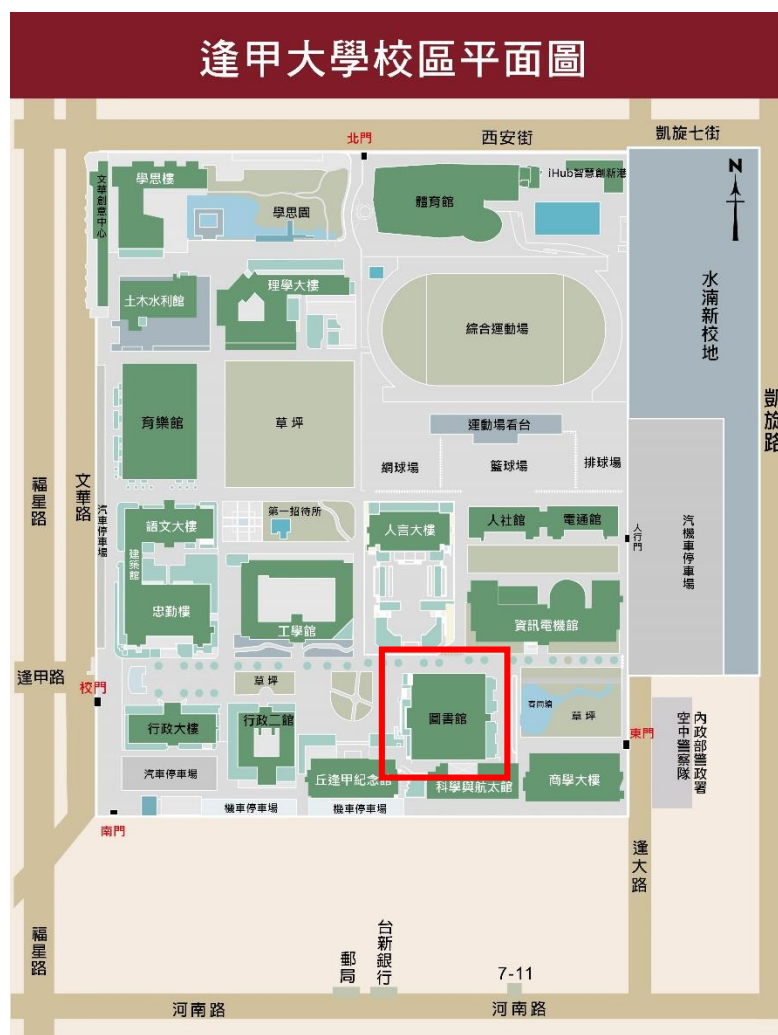 逢甲大學校區平面圖
北門
西安街
凱旋七街
文華創意中心
學思樓
學思園
體育館
iHub智慧創新港
N
土木水利館
理學大樓
綜合運動場
水湳新校地
凱旋路
育樂館
草坪
運動場看台
網球場
籃球場
排球場
福星路
文華路
汽車停車場
語文大樓
第一招待所
人言大樓
人社館
電通館
人行門
汽機車停車場
建築館
忠勤樓
工學館
資訊電機館
逢甲路
校門
草坪
圖書館
草坪
行政大樓
行政二館
東門
內政部警政署
空中警察隊
汽車停車場
丘逢甲紀念館
科學與航太館
商學大樓
機車停車場
機車停車場
南門
逢大路
福星路
郵局
台新銀行
7-11
河南路
河南路